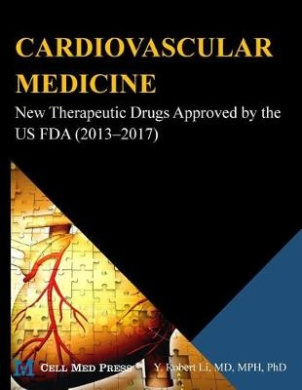 CARDIOVASCULAR
MEDICINE
New Therapeutic Drugs Approved by the
US FDA (2013–2017)
M CELL MED PRESS
Y. Robert Li, MD, MPH, PhD